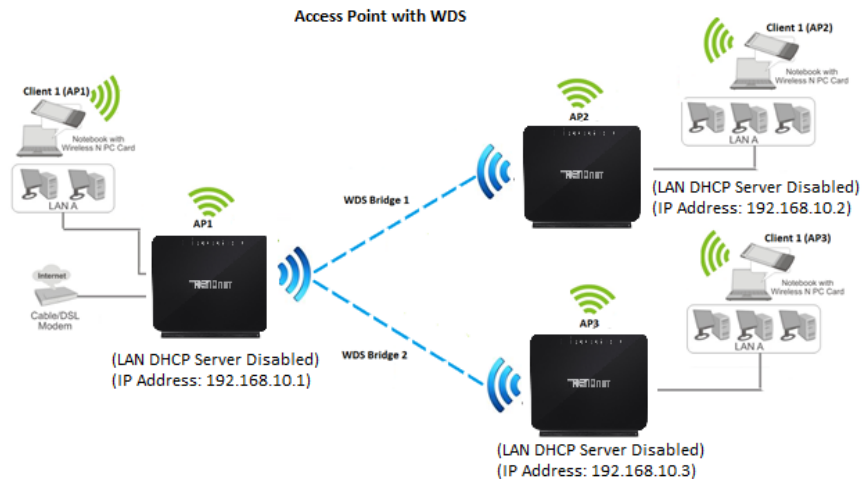 Access Point with WDS
Client 1 (AP1)
Notebook with
Wireless N PC Card
LAN A
AP1
Internet
Cable/DSL
Modem
TRENDNET
(LAN DHCP Server Disabled)
(IP Address: 192.168.10.1)
WDS Bridge 1
WDS Bridge 2
AP2
TRENDNET
Client 1 (AP2)
Notebook with
Wireless N PC Card
LAN A
(LAN DHCP Server Disabled)
(IP Address: 192.168.10.2)
AP3
TRENDNET
Client 1 (AP3)
Notebook with
Wireless N PC Card
LAN A
(LAN DHCP Server Disabled)
(IP Address: 192.168.10.3)